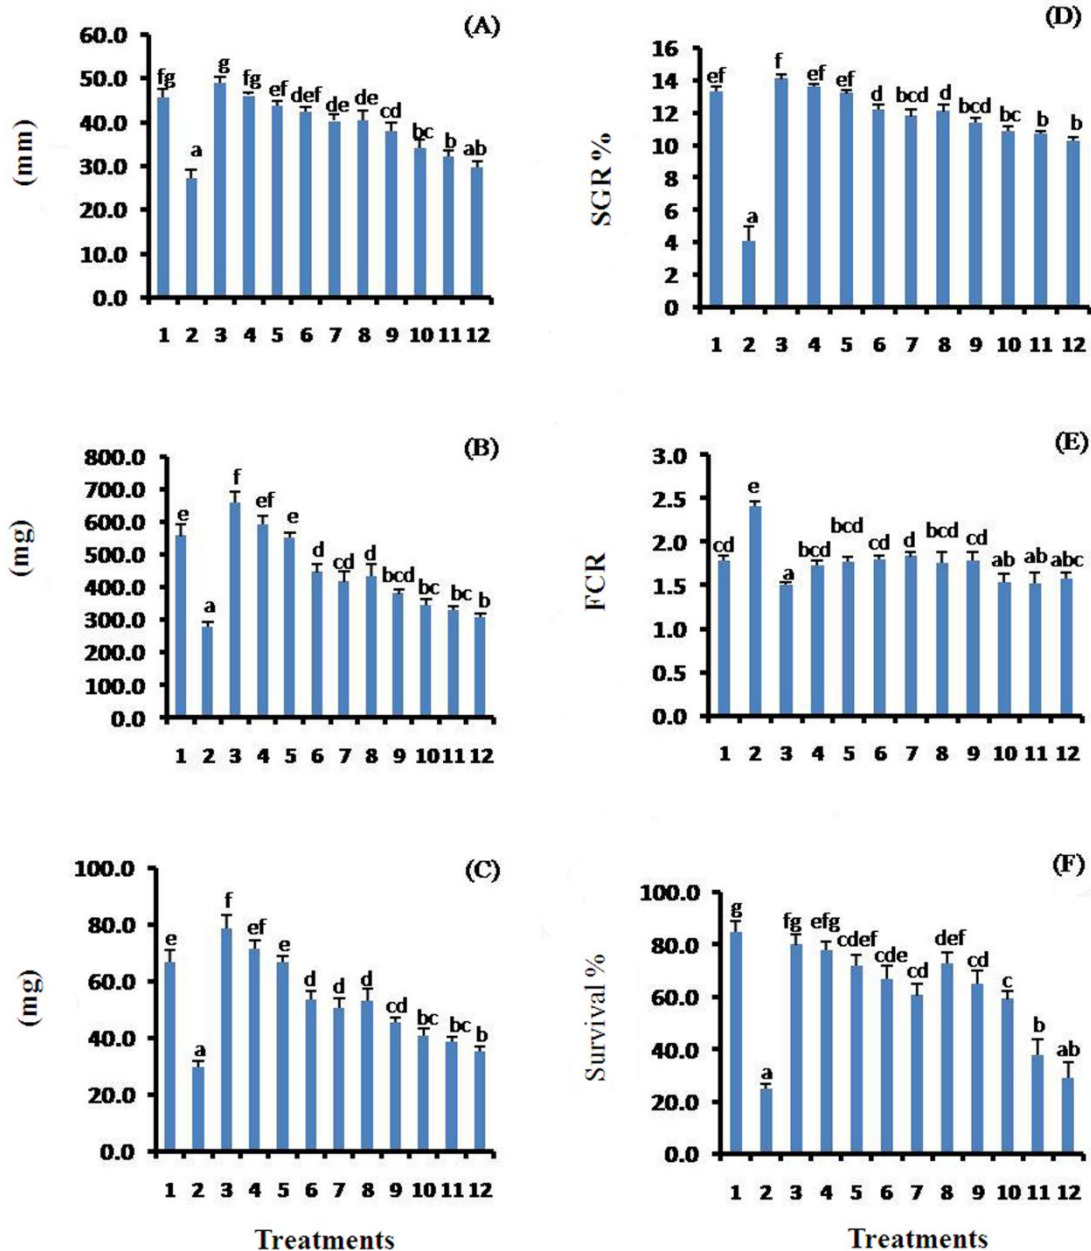 (A)
(mm)
60.0
50.0
40.0
30.0
20.0
10.0
0.0
fg a g fg ef def de de cd bc b ab
1 2 3 4 5 6 7 8 9 10 11 12
(D)
SGR %
16
14
12
10
8
6
4
2
0
ef a f ef ef d bcd d bcd bc b b
1 2 3 4 5 6 7 8 9 10 11 12
(B)
(mg)
800.0
700.0
600.0
500.0
400.0
300.0
200.0
100.0
0.0
e a f ef e d cd d bcd bc bc b
1 2 3 4 5 6 7 8 9 10 11 12
(E)
FCR
3.0
2.5
2.0
1.5
1.0
0.5
0.0
cd e a bcd bcd cd d bcd cd ab ab abc
1 2 3 4 5 6 7 8 9 10 11 12
(C)
(mg)
100.0
80.0
60.0
40.0
20.0
0.0
e a f ef e d d d cd bc bc b
1 2 3 4 5 6 7 8 9 10 11 12
Treatments
(F)
Survival %
100.0
80.0
60.0
40.0
20.0
0.0
g a fg efg cdef cde cd def cd c b ab
1 2 3 4 5 6 7 8 9 10 11 12
Treatments